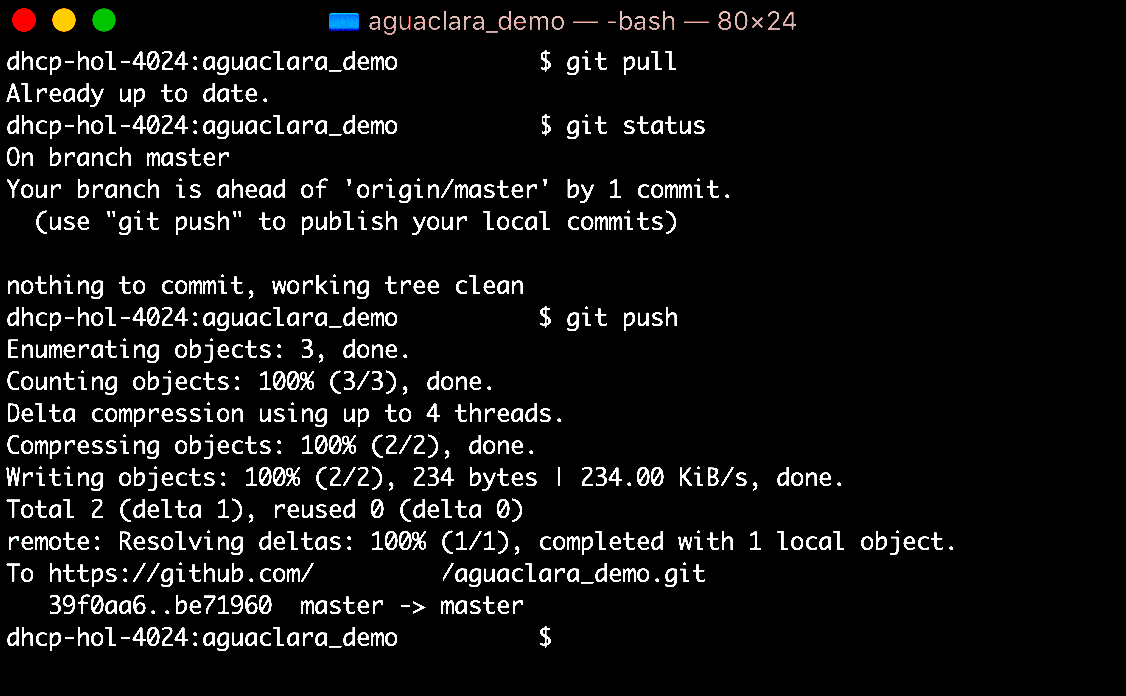 aguaclara_demo — -bash — 80×24
dhcp-hol-4024:aguaclara_demo $ git pull
Already up to date.
dhcp-hol-4024:aguaclara_demo $ git status
On branch master
Your branch is ahead of 'origin/master' by 1 commit.
(use "git push" to publish your local commits)
nothing to commit, working tree clean
dhcp-hol-4024:aguaclara_demo $ git push
Enumerating objects: 3, done.
Counting objects: 100% (3/3), done.
Delta compression using up to 4 threads.
Compressing objects: 100% (2/2), done.
Writing objects: 100% (2/2), 234 bytes | 234.00 KiB/s, done.
Total 2 (delta 1), reused 0 (delta 0)
remote: Resolving deltas: 100% (1/1), completed with 1 local object.
To https://github.com/ /aguaclara_demo.git
39f0aa6..be71960 master -> master
dhcp-hol-4024:aguaclara_demo $